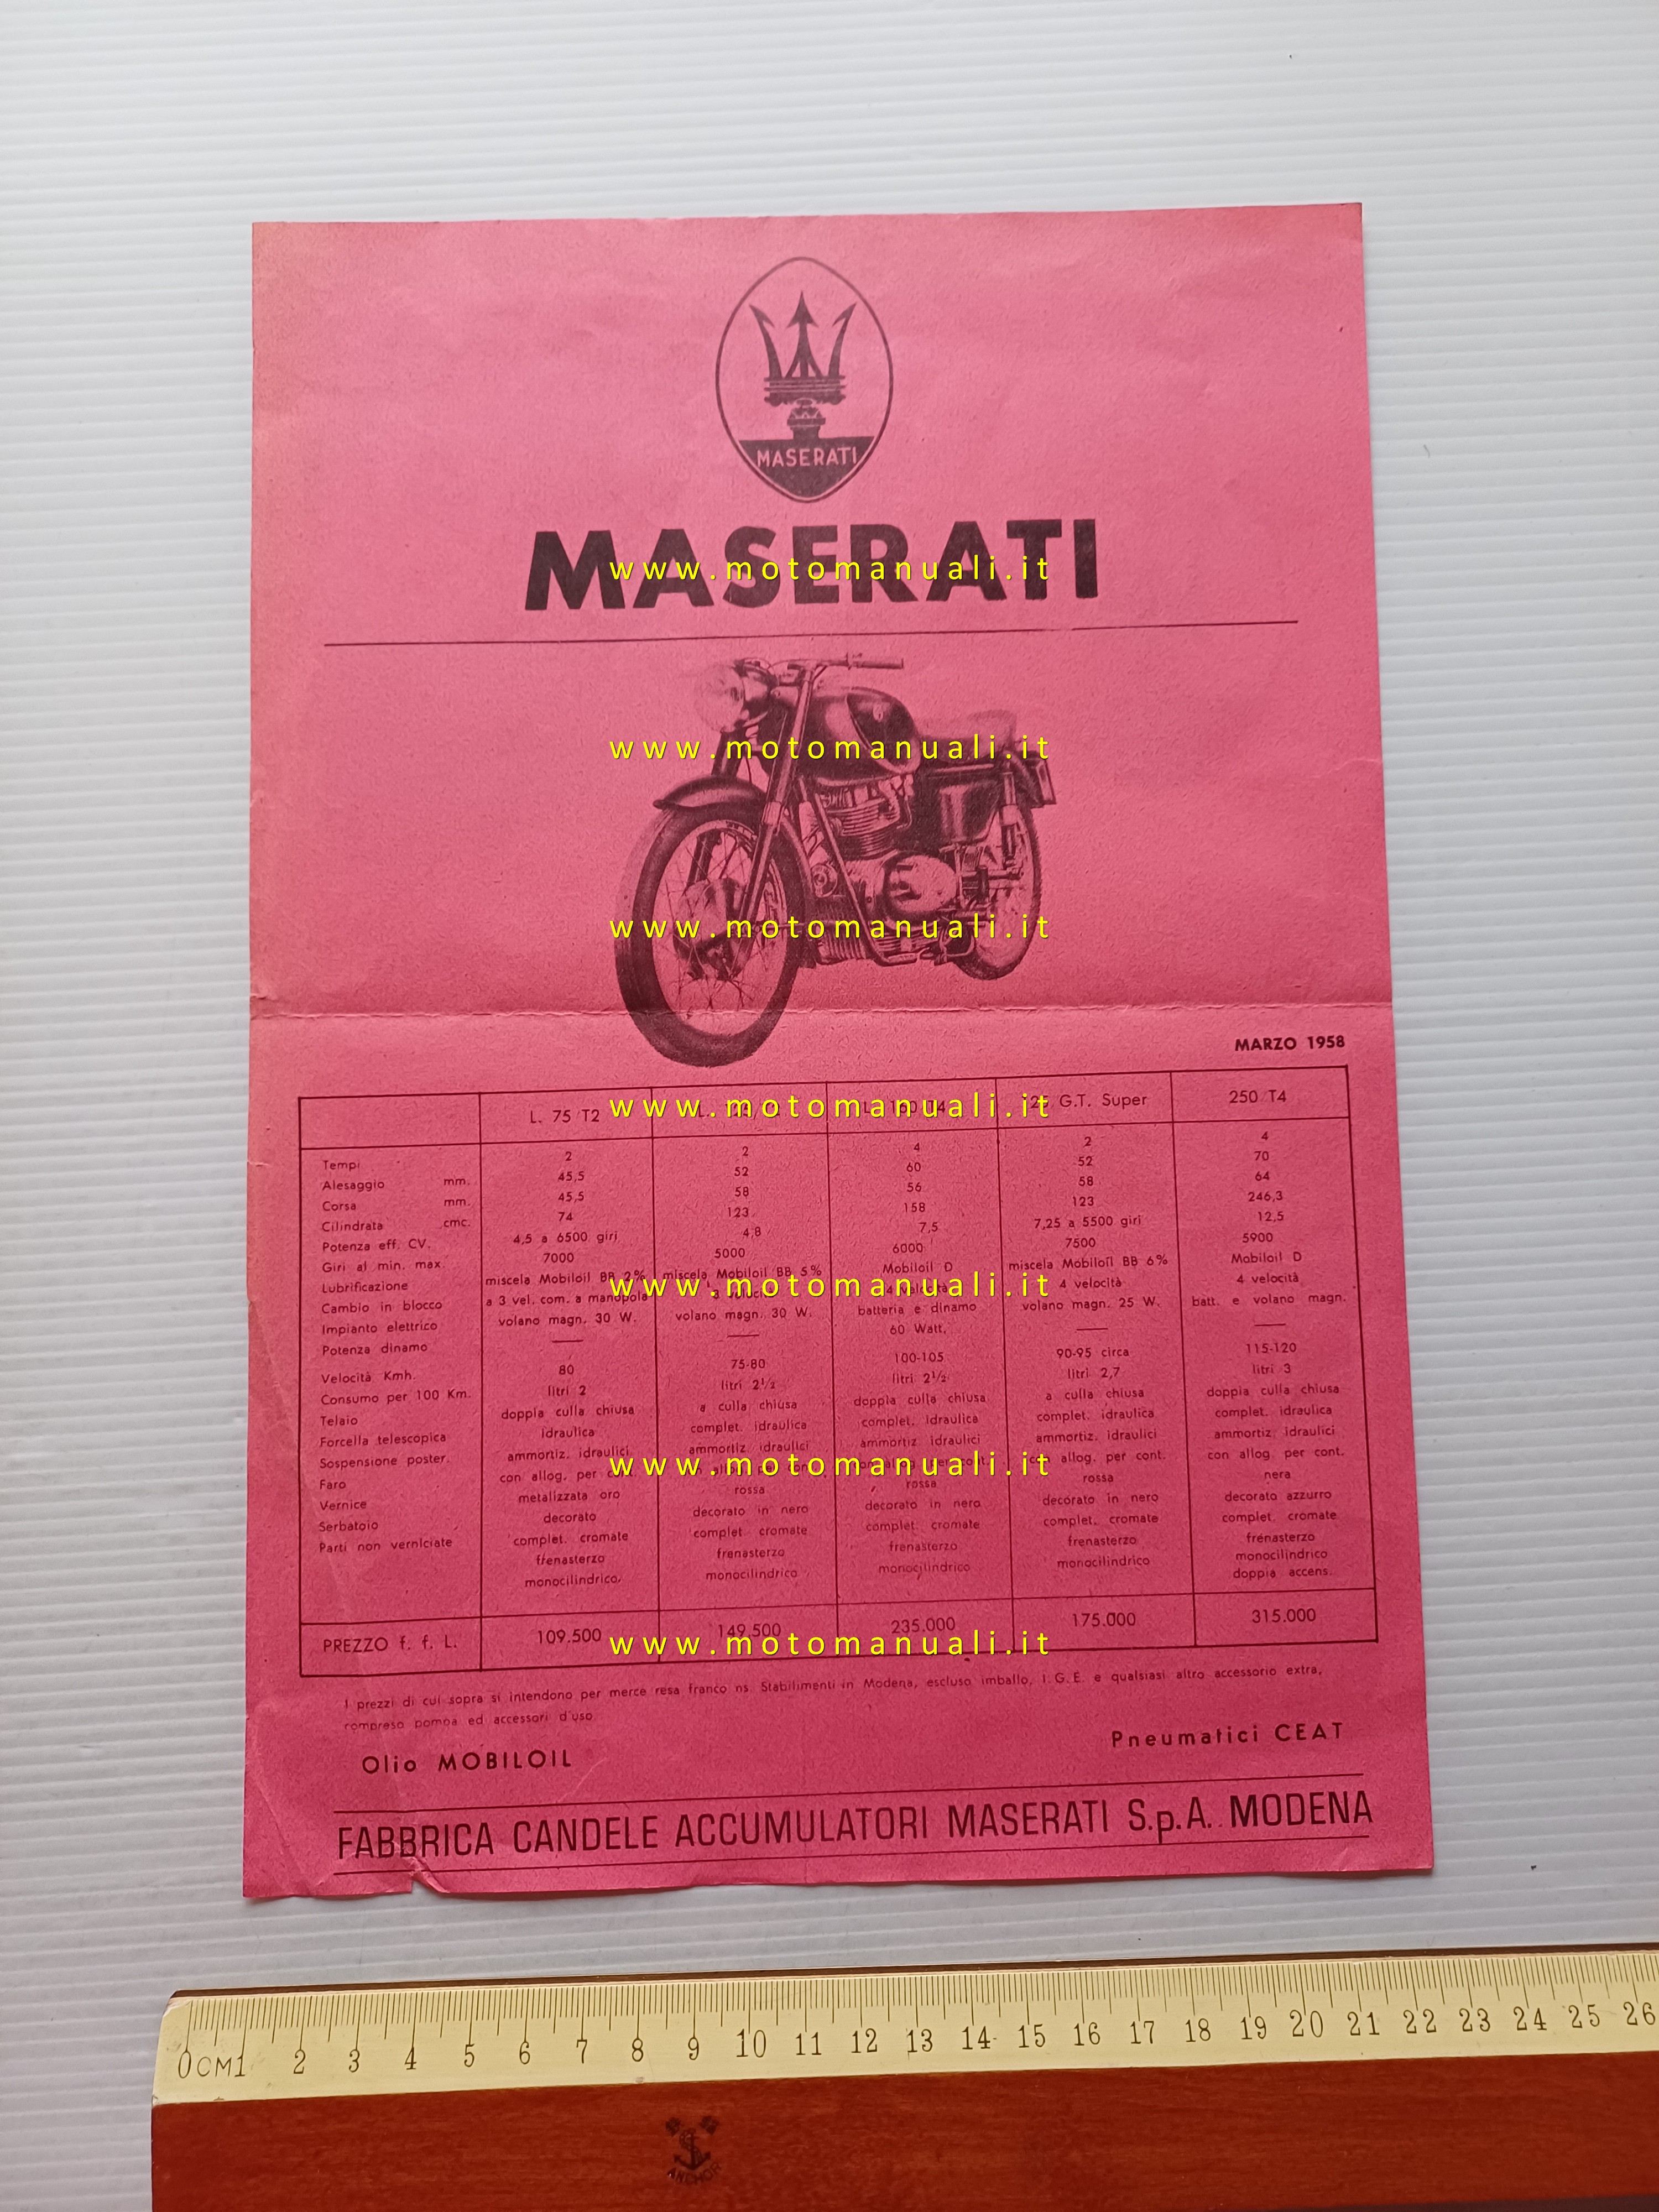 MASERATI
MASERATI
www.motomanuali.it
www.motomanuali.it
www.motomanuali.it
MARZO 1958
L. 75 T2 G.T. Super 250 T4
www.motomanuali.it
Tempi 2 2 4 2 4
Alesaggio mm. 45,5 52 60 52 70
Corsa mm. 45,5 58 56 58 64
Cilindrata cmc. 74 123 158 123 246,3
Potenza eff. CV. 4,5 a 6500 giri 4,8 7,5 7,25 a 5500 giri 12,5
Giri al min. max. 7000 5000 6000 7500 5900
Lubrificazione miscela Mobiloil BB 2% miscela Mobiloil BB 5% Mobiloil D miscela Mobiloil BB 6% Mobiloil D
www.motomanuali.it
Cambio in blocco a 3 vel. com. a manopola 3 4 velocità 4 velocità 4 velocità
Impianto elettrico volano magn. 30 W. volano magn. 30 W. batteria e dinamo volano magn. 25 W. batt. e volano magn.
Potenza dinamo — — 60 Watt. — —
Velocità Kmh. 80 75-80 100-105 90-95 circa 115-120
Consumo per 100 Km. litri 2 litri 2½ litri 2½ litri 2,7 litri 3
Telaio doppia culla chiusa a culla chiusa doppia culla chiusa a culla chiusa doppia culla chiusa
Forcella telescopica idraulica complet. idraulica complet. idraulica complet. idraulica complet. idraulica
Sospensione poster. ammortiz. idraulici ammortiz. idraulici ammortiz. idraulici ammortiz. idraulici ammortiz. idraulici
Faro con allog. per allog. per cont. con allog. per cont.
www.motomanuali.it
Vernice metalizzata oro rossa rossa rossa nera
Serbatoio decorato decorato in nero decorato in nero decorato in nero decorato azzurro
Parti non verniciate complet. cromate complet. cromate complet. cromate complet. cromate complet. cromate
frenasterzo frenasterzo frenasterzo frenasterzo frenasterzo
monocilindrico. monocilindrico monocilindrico monocilindrico monocilindrico
doppia accens.
PREZZO f. f. L. 109.500 149.500 235.000 175.000 315.000
www.motomanuali.it
I prezzi di cui sopra si intendono per merce resa franco ns. Stabilimenti in Modena, escluso imballo, I.G.E. e qualsiasi altro accessorio extra,
rompreso pompa ed accessori d'uso
Olio MOBILOIL Pneumatici CEAT
FABBRICA CANDELE ACCUMULATORI MASERATI S.p.A. MODENA
0CM1 2 3 4 5 6 7 8 9 10 11 12 13 14 15 16 17 18 19 20 21 22 23 24 25 26
ANCHOR